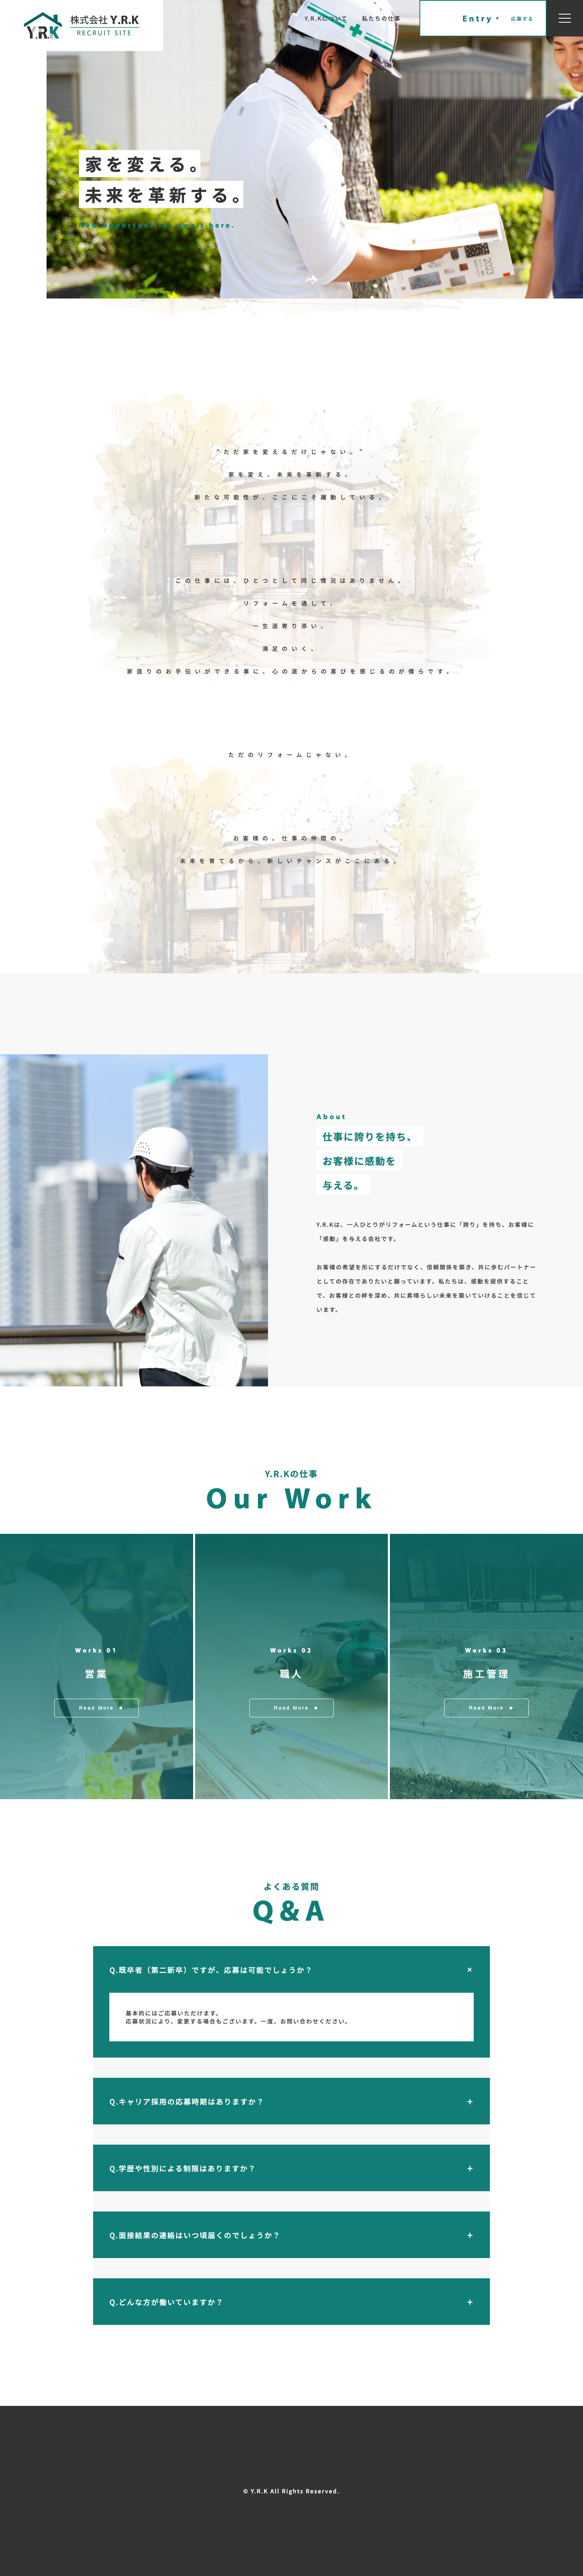 株式会社 Y.R.K
RECRUIT SITE
Y.R.K
Y.R.Kについて
私たちの仕事
Entry
応募する
家を変える。
未来を革新する。
here.
"ただ家を変えるだけじゃない。"
家を変え、未来を革新する。
新たな可能性が、ここにこそ躍動している。
この仕事には、ひとつとして同じ情況はありません。
リフォームを通して、
一生涯寄り添い、
満足のいく、
家造りのお手伝いができる事に、心の底からの喜びを感じるのが僕らです。
ただのリフォームじゃない。
お客様の。仕事の仲間の。
未来を育てるから、新しいチャンスがここにある。
About
仕事に誇りを持ち、
お客様に感動を
与える。
Y.R.Kは、一人ひとりがリフォームという仕事に「誇り」を持ち、お客様に
「感動」を与える会社です。
お客様の希望を形にするだけでなく、信頼関係を築き、共に歩むパートナー
としての存在でありたいと願っています。私たちは、感動を提供すること
で、お客様との絆を深め、共に素晴らしい未来を築いていけることを信じて
います。
Y.R.Kの仕事
Our Work
Works 01
営業
Read More
Works 02
職人
Read More
Works 03
施工管理
Read More
よくある質問
Q&A
Q.既卒者（第二新卒）ですが、応募は可能でしょうか？
基本的にはご応募いただけます。
応募状況により、変更する場合もございます。一度、お問い合わせください。
Q.キャリア採用の応募時期はありますか？
Q.学歴や性別による制限はありますか？
Q.面接結果の連絡はいつ頃届くのでしょうか？
Q.どんな方が働いていますか？
© Y.R.K All Rights Reserved.